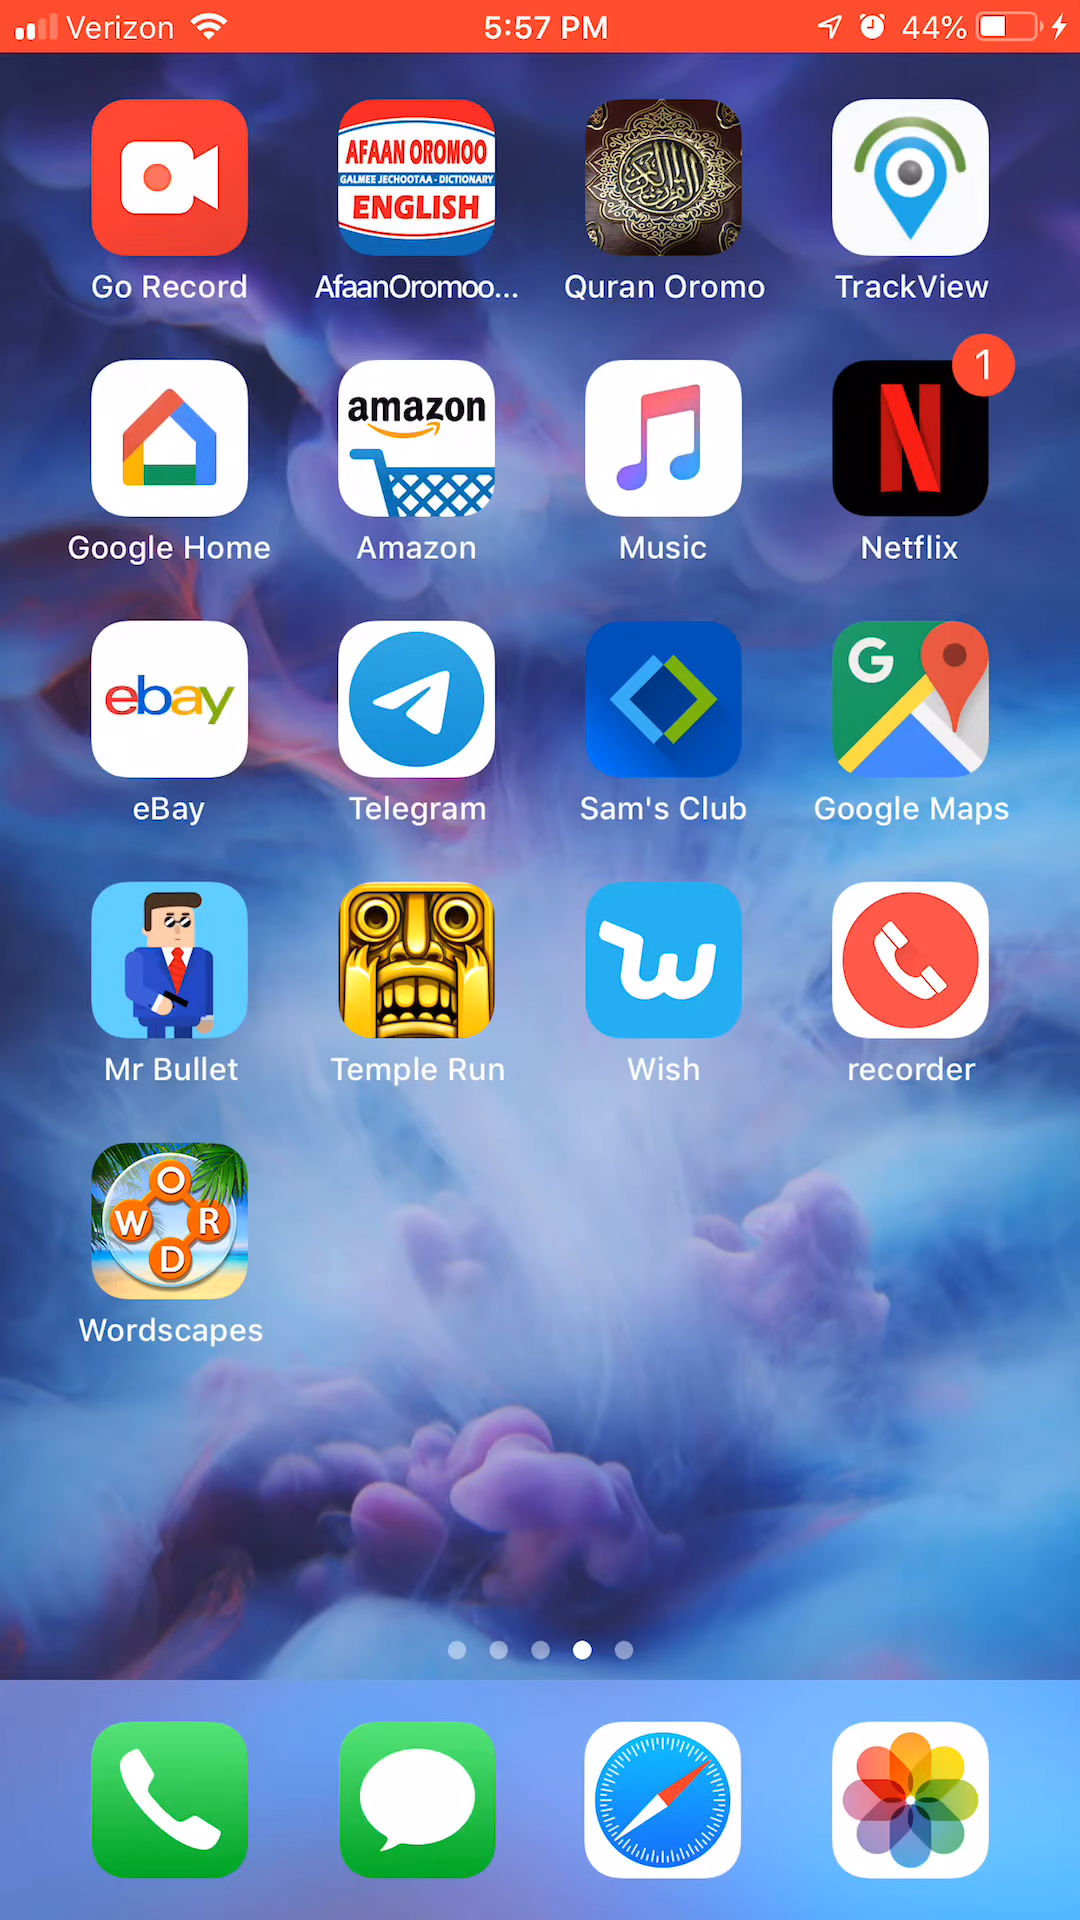 Verizon 5:57 PM 44%
AFAAN OROMOO
GALMEE JECHOOTAA - DICTIONARY
ENGLISH
القرآن الكريم
Go Record AfaanOromoo... Quran Oromo TrackView
1
amazon
Google Home Amazon Music Netflix
ebay
G
eBay Telegram Sam's Club Google Maps
Mr Bullet Temple Run Wish recorder
W O R D
Wordscapes